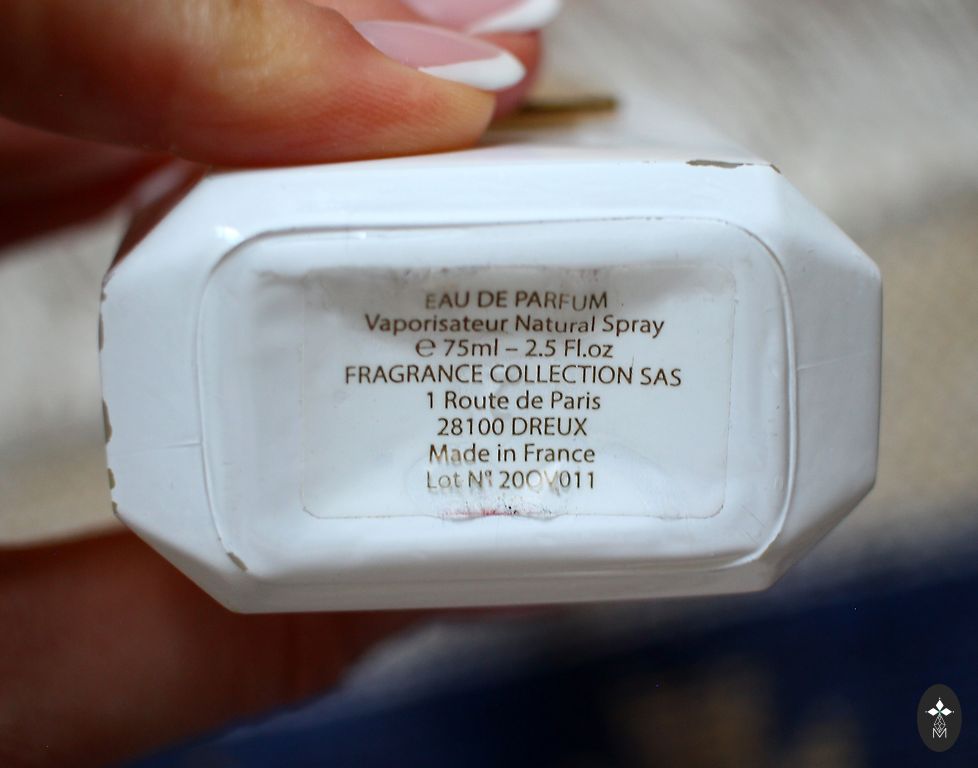 EAU DE PARFUM
Vaporisateur Natural Spray
℮ 75ml – 2.5 Fl.oz
FRAGRANCE COLLECTION SAS
1 Route de Paris
28100 DREUX
Made in France
Lot N° 20QV011
M